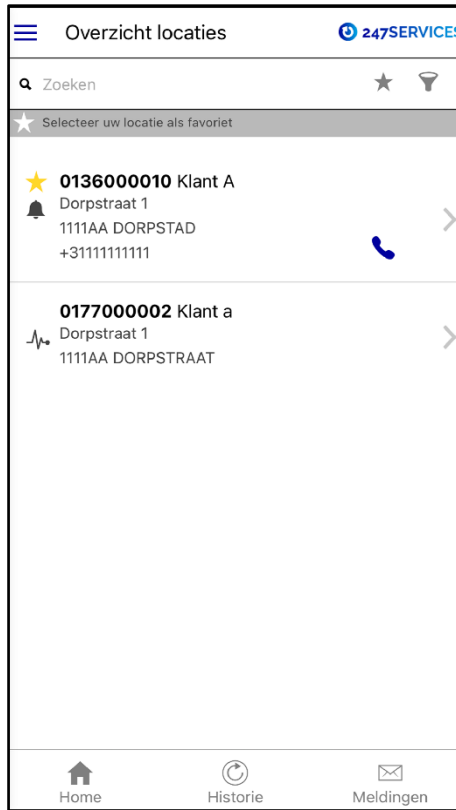 Overzicht locaties
247SERVICES
Zoeken
Selecteer uw locatie als favoriet
0136000010 Klant A
Dorpstraat 1
1111AA DORPSTAD
+31111111111
0177000002 Klant a
Dorpstraat 1
1111AA DORPSTRAAT
Home
Historie
Meldingen